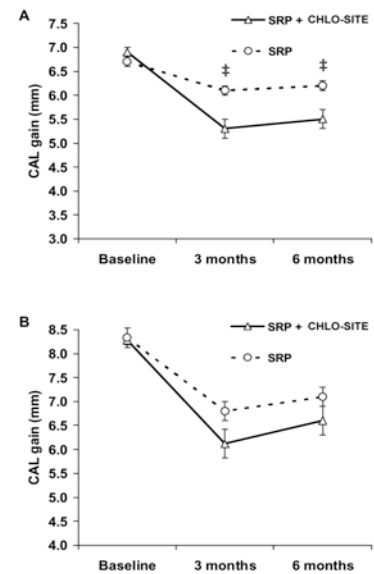 A
SRP + CHLO-SITE
SRP
CAL gain (mm)
7.5
7.0
6.5
6.0
5.5
5.0
4.5
4.0
3.5
3.0
‡ ‡
Baseline 3 months 6 months
B
SRP + CHLO-SITE
SRP
CAL gain (mm)
8.5
8.0
7.5
7.0
6.5
6.0
5.5
5.0
4.5
4.0
Baseline 3 months 6 months